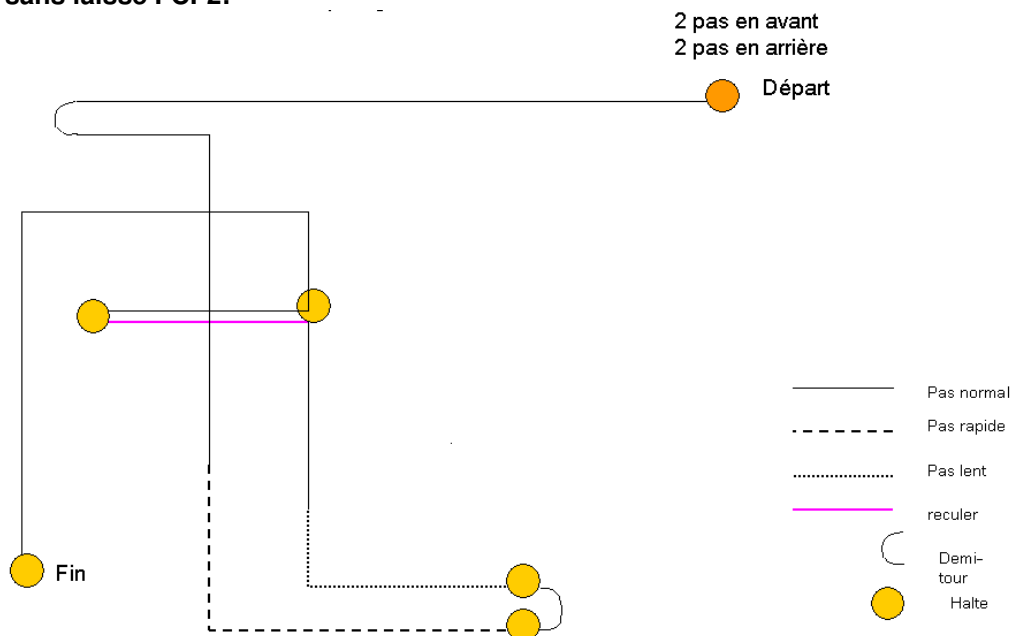 2 pas en avant
2 pas en arrière
Départ
Fin
Pas normal
Pas rapide
Pas lent
reculer
Demi-
tour
Halte